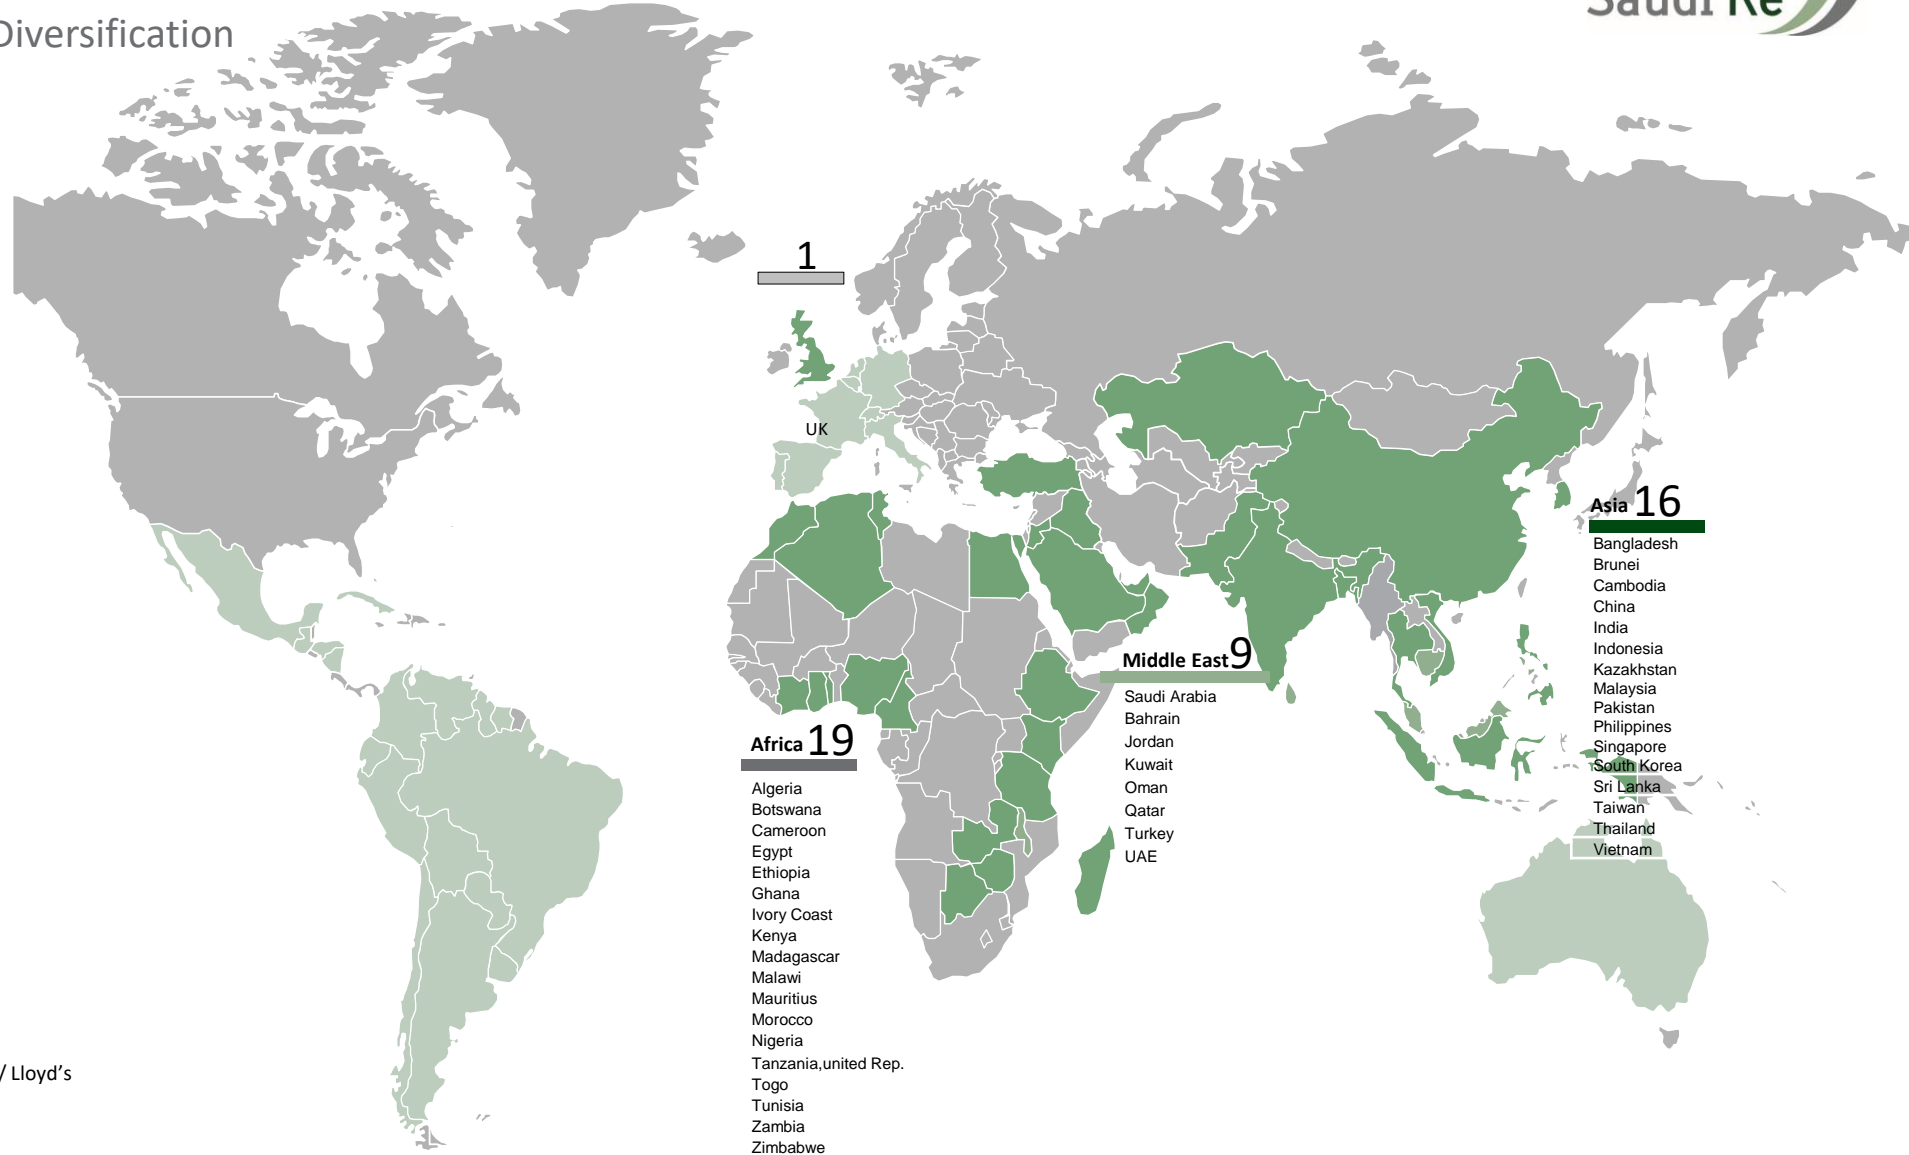 Diversification
Saudi Re
1
UK
Asia 16
Bangladesh
Brunei
Cambodia
China
India
Indonesia
Kazakhstan
Malaysia
Pakistan
Philippines
Singapore
South Korea
Sri Lanka
Taiwan
Thailand
Vietnam
Middle East 9
Saudi Arabia
Bahrain
Jordan
Kuwait
Oman
Qatar
Turkey
UAE
Africa 19
Algeria
Botswana
Cameroon
Egypt
Ethiopia
Ghana
Ivory Coast
Kenya
Madagascar
Malawi
Mauritius
Morocco
Nigeria
Tanzania,united Rep.
Togo
Tunisia
Zambia
Zimbabwe
/ Lloyd's